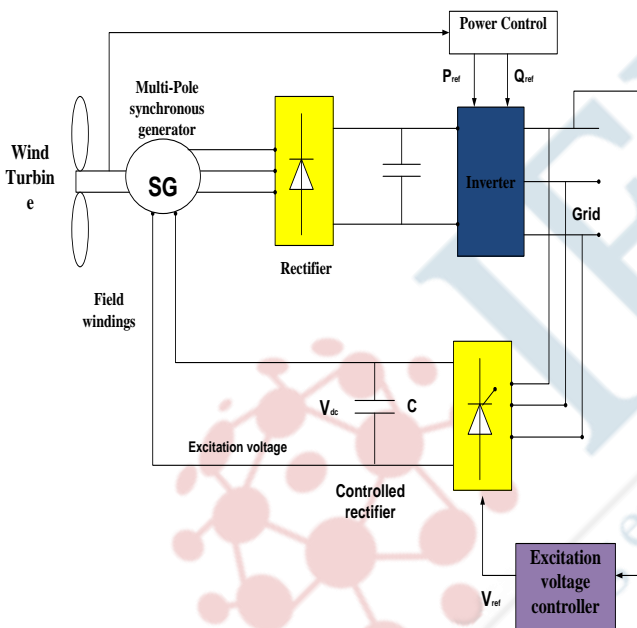 Power Control
Pref
Qref
Multi-Pole
synchronous
generator
Wind
Turbin
e
SG
Inverter
Grid
Rectifier
Field
windings
Vdc
C
Excitation voltage
Controlled
rectifier
Excitation
voltage
controller
Vref